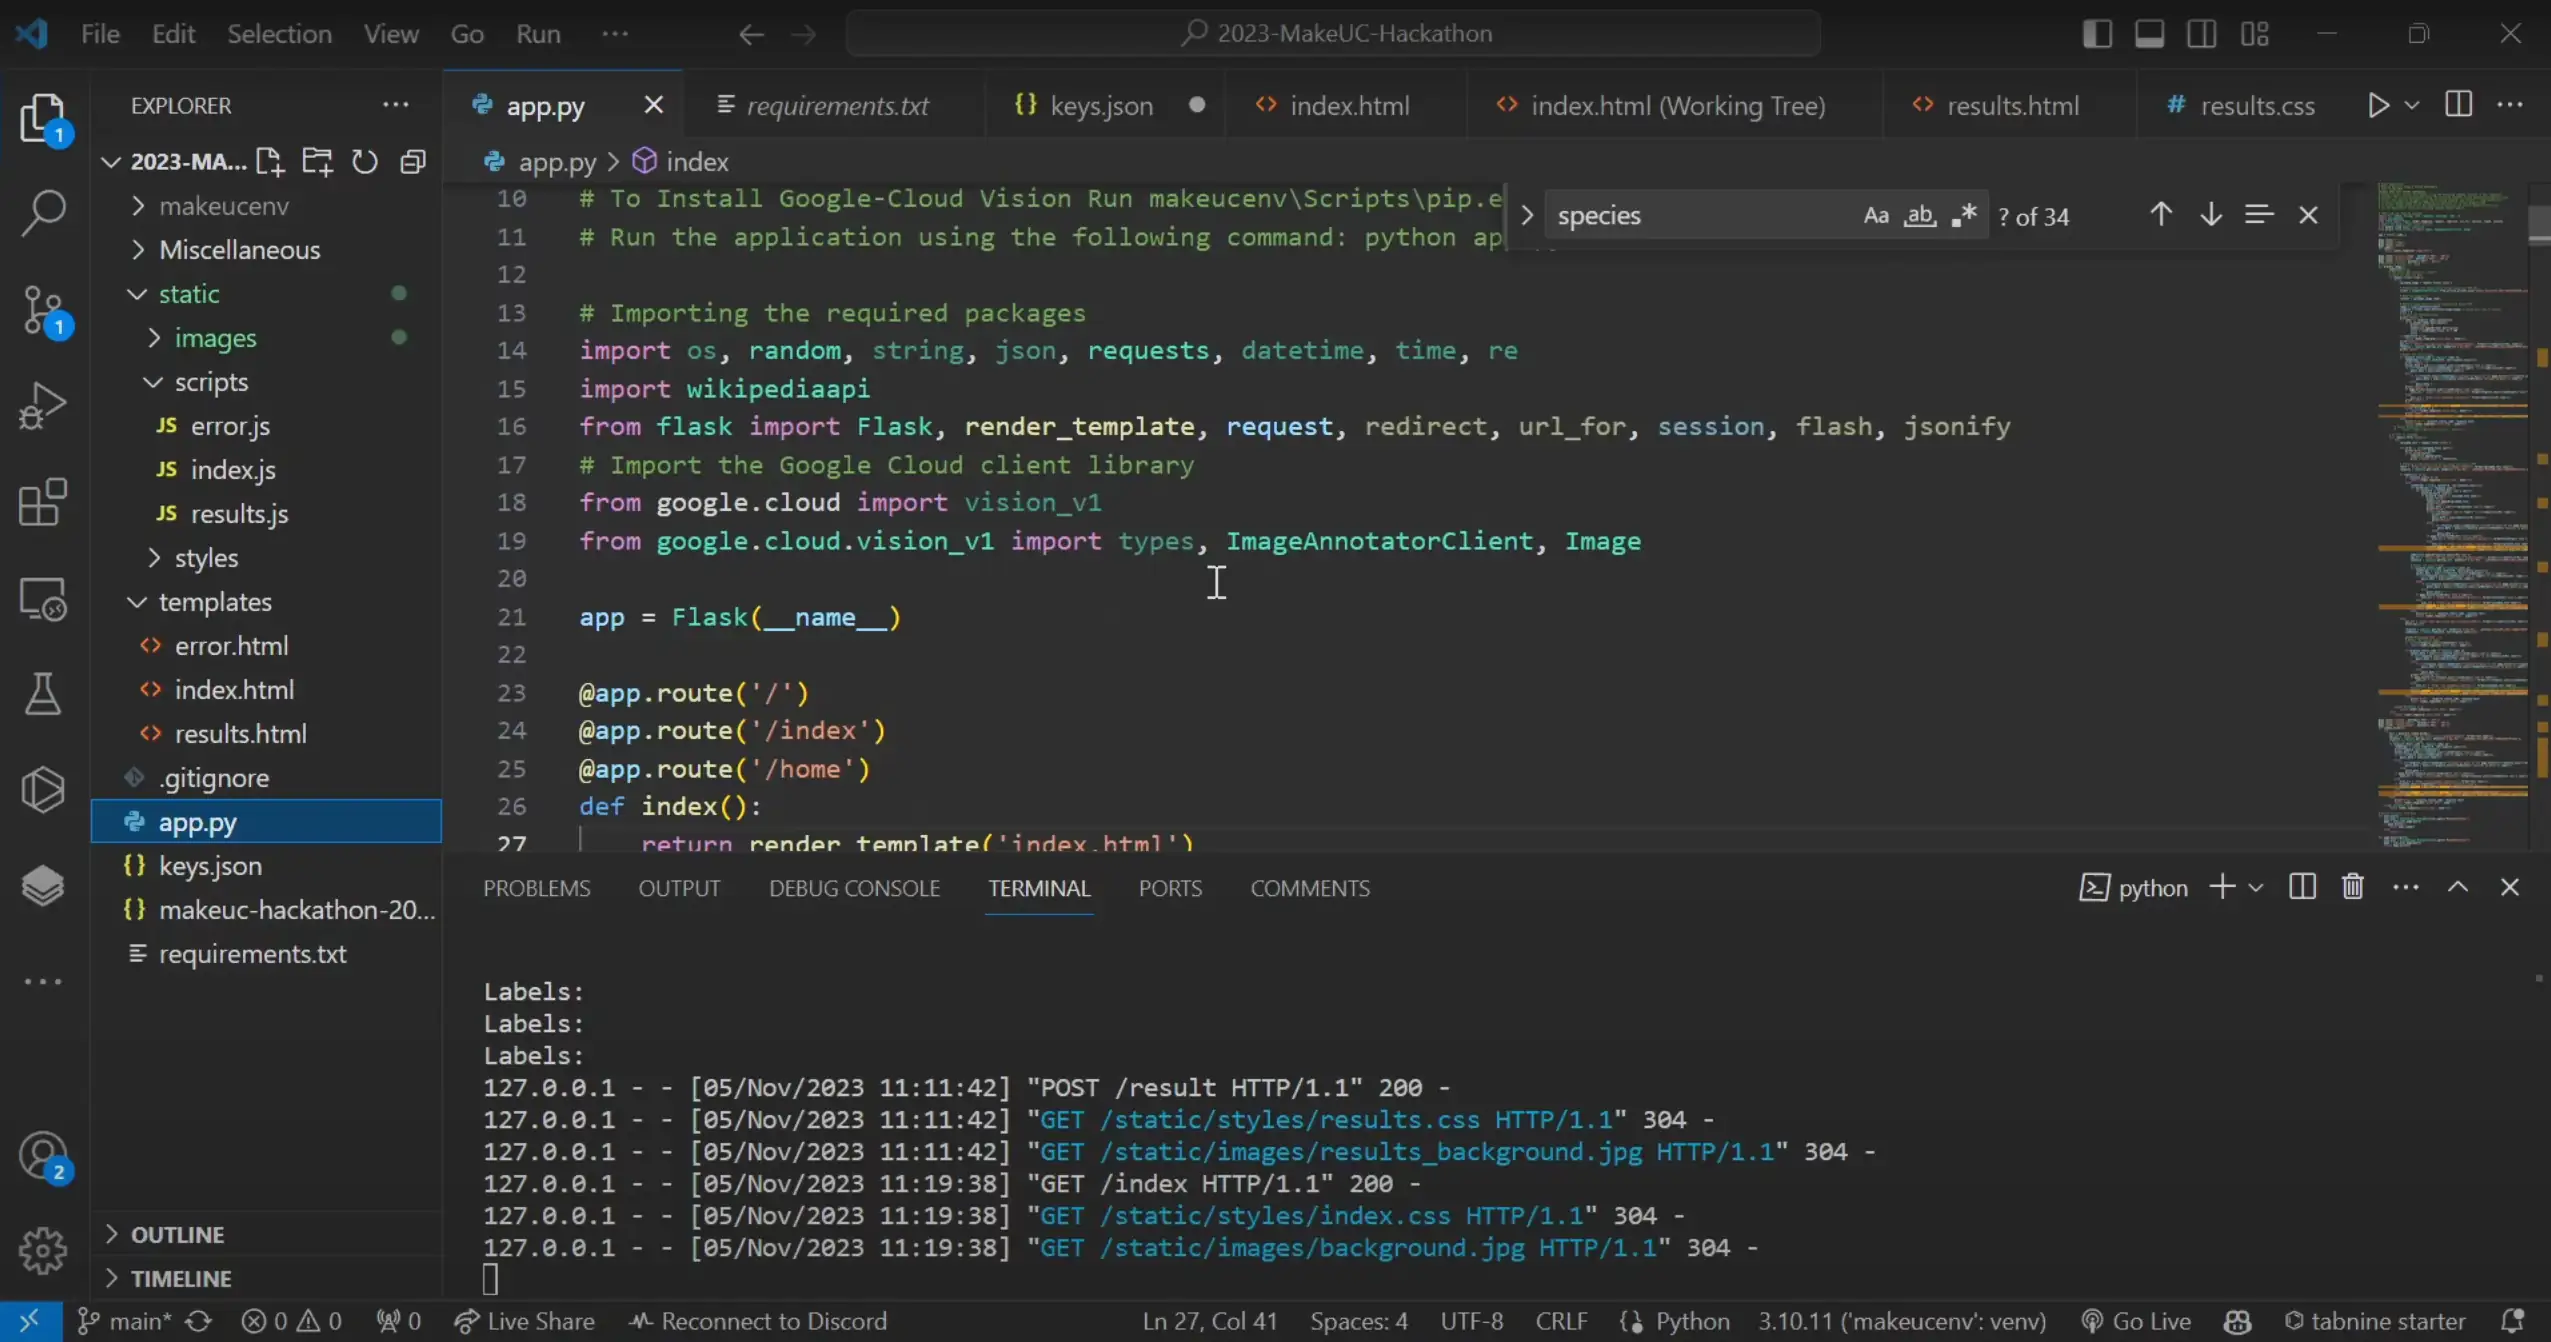 File Edit Selection View Go Run ··· 2023-MakeUC-Hackathon
EXPLORER ···
1
2023-MA...
makeucenv
Miscellaneous
static
images
scripts
JS error.js
JS index.js
JS results.js
styles
templates
<> error.html
<> index.html
<> results.html
.gitignore
app.py
{} keys.json
{} makeuc-hackathon-20...
requirements.txt
OUTLINE
TIMELINE
1
2
app.py requirements.txt {} keys.json <> index.html <> index.html (Working Tree) <> results.html # results.css
app.py > index
species Aa ab .* ? of 34
10 # To Install Google-Cloud Vision Run makeucenv\Scripts\pip.e
11 # Run the application using the following command: python ap
12
13 # Importing the required packages
14 import os, random, string, json, requests, datetime, time, re
15 import wikipediaapi
16 from flask import Flask, render_template, request, redirect, url_for, session, flash, jsonify
17 # Import the Google Cloud client library
18 from google.cloud import vision_v1
19 from google.cloud.vision_v1 import types, ImageAnnotatorClient, Image
20
21 app = Flask(__name__)
22
23 @app.route('/')
24 @app.route('/index')
25 @app.route('/home')
26 def index():
27 return render_template('index.html')
PROBLEMS OUTPUT DEBUG CONSOLE TERMINAL PORTS COMMENTS python
Labels:
Labels:
Labels:
127.0.0.1 - - [05/Nov/2023 11:11:42] "POST /result HTTP/1.1" 200 -
127.0.0.1 - - [05/Nov/2023 11:11:42] "GET /static/styles/results.css HTTP/1.1" 304 -
127.0.0.1 - - [05/Nov/2023 11:11:42] "GET /static/images/results_background.jpg HTTP/1.1" 304 -
127.0.0.1 - - [05/Nov/2023 11:19:38] "GET /index HTTP/1.1" 200 -
127.0.0.1 - - [05/Nov/2023 11:19:38] "GET /static/styles/index.css HTTP/1.1" 304 -
127.0.0.1 - - [05/Nov/2023 11:19:38] "GET /static/images/background.jpg HTTP/1.1" 304 -
main* 0 0 0 Live Share Reconnect to Discord Ln 27, Col 41 Spaces: 4 UTF-8 CRLF Python 3.10.11 ('makeucenv': venv) Go Live tabnine starter